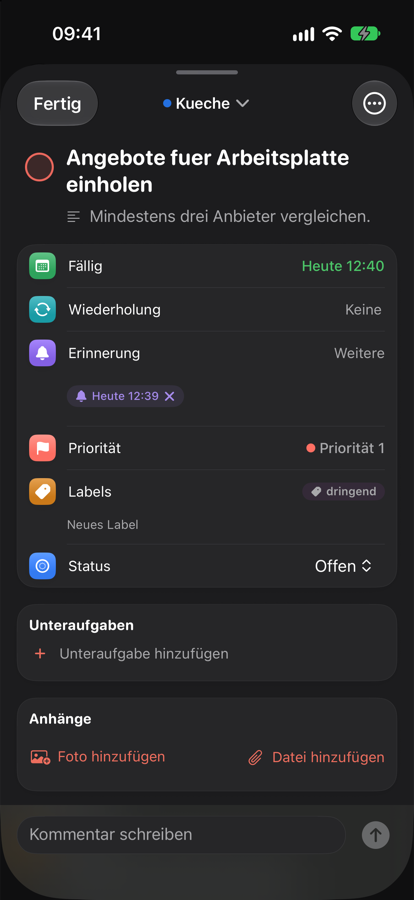 09:41
Fertig
Kueche
Angebote fuer Arbeitsplatte
einholen
Mindestens drei Anbieter vergleichen.
Fällig
Heute 12:40
Wiederholung
Keine
Erinnerung
Weitere
Heute 12:39
Priorität
Priorität 1
Labels
dringend
Neues Label
Status
Offen
Unteraufgaben
Unteraufgabe hinzufügen
Anhänge
Foto hinzufügen
Datei hinzufügen
Kommentar schreiben